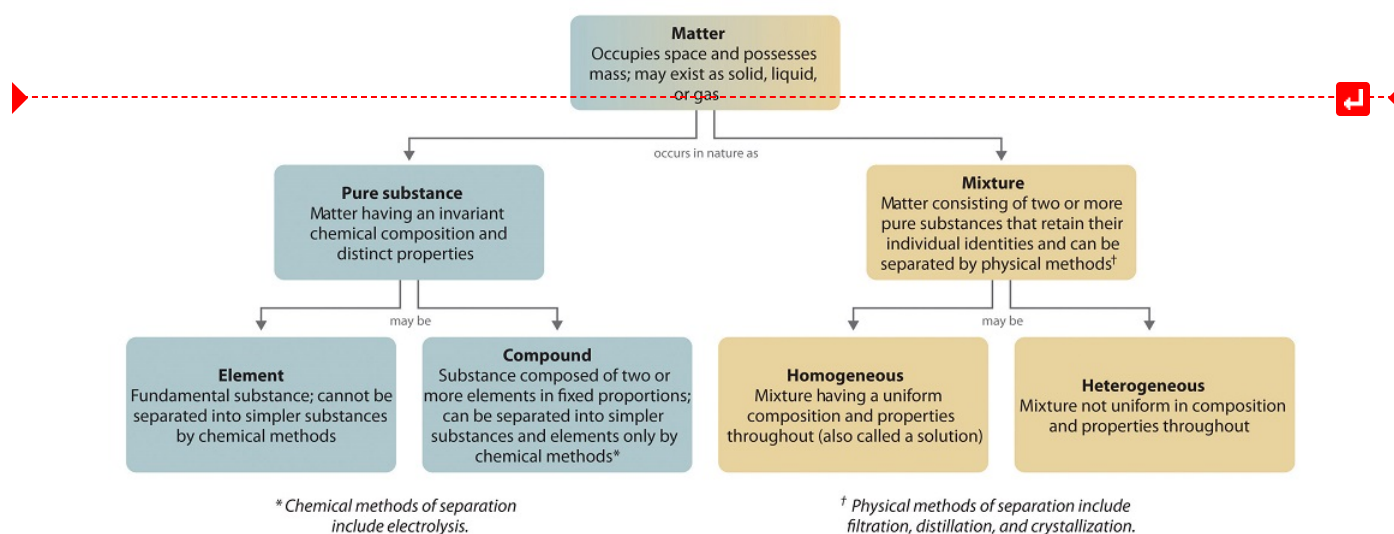 Matter
Occupies space and possesses
mass; may exist as solid, liquid,
or gas
occurs in nature as
Pure substance
Matter having an invariant
chemical composition and
distinct properties
Mixture
Matter consisting of two or more
pure substances that retain their
individual identities and can be
separated by physical methods†
may be
may be
Element
Fundamental substance; cannot be
separated into simpler substances
by chemical methods
Compound
Substance composed of two or
more elements in fixed proportions;
can be separated into simpler
substances and elements only by
chemical methods*
Homogeneous
Mixture having a uniform
composition and properties
throughout (also called a solution)
Heterogeneous
Mixture not uniform in composition
and properties throughout
* Chemical methods of separation
include electrolysis.
† Physical methods of separation include
filtration, distillation, and crystallization.